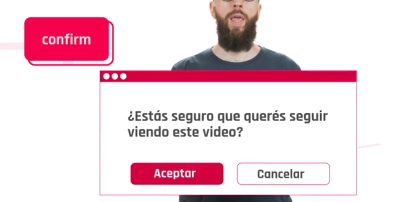 confirm
¿Estás seguro que querés seguir
viendo este video?
Aceptar
Cancelar